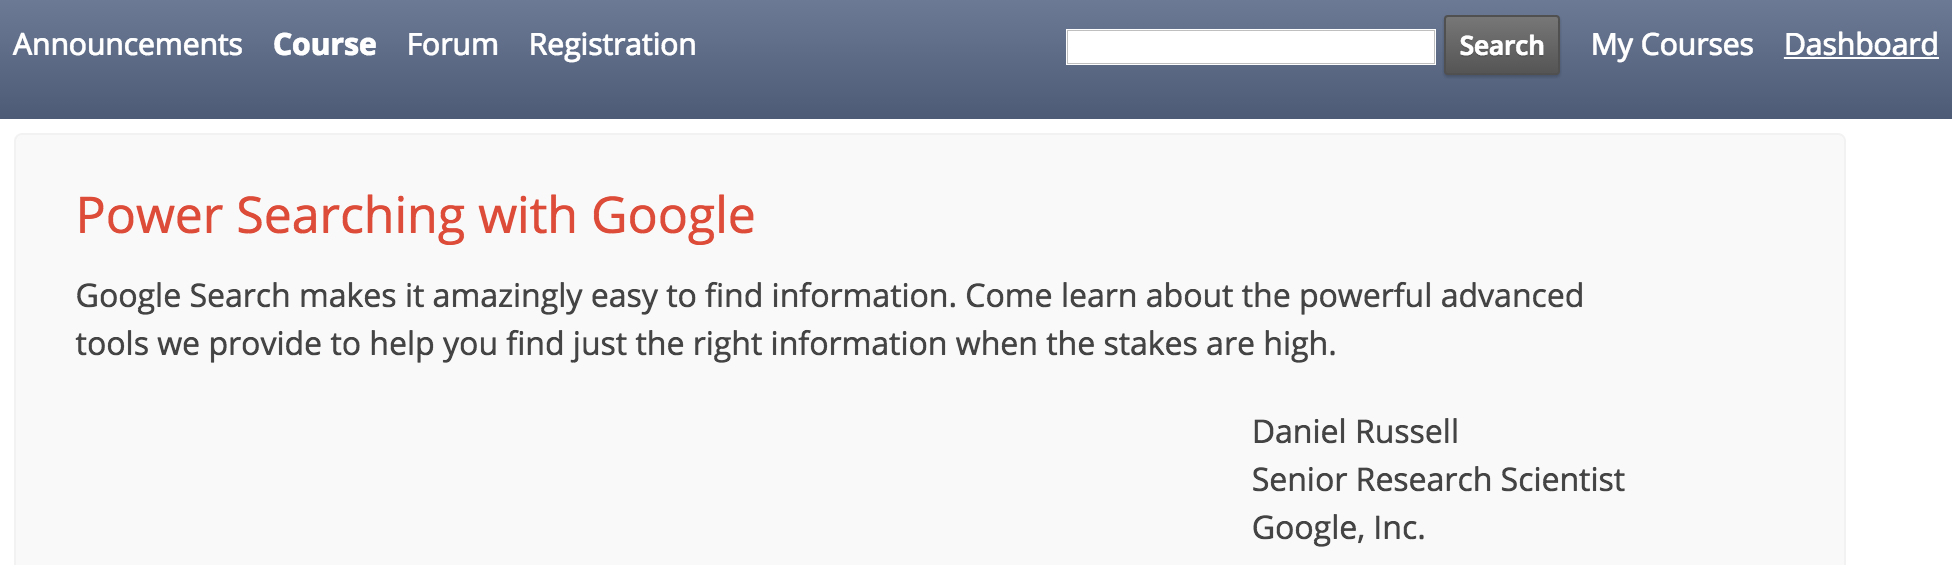 Announcements Course Forum Registration Search My Courses Dashboard
Power Searching with Google
Google Search makes it amazingly easy to find information. Come learn about the powerful advanced
tools we provide to help you find just the right information when the stakes are high.
Daniel Russell
Senior Research Scientist
Google, Inc.